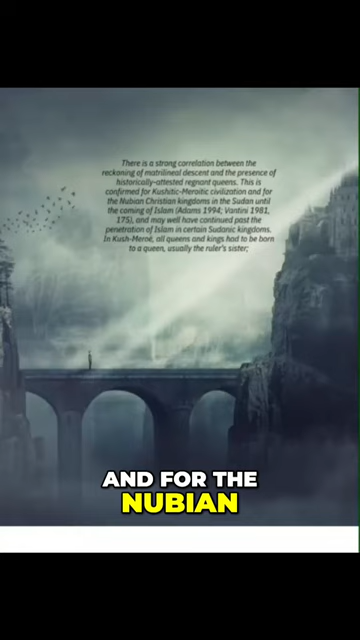 There is a strong correlation between the
reckoning of matrilineal descent and the presence of
historically-attested regnant queens. This is
confirmed for Kushitic-Meroitic civilization and for
the Nubian Christian kingdoms in the Sudan until
the coming of Islam (Adams 1994; Vantini 1981,
175), and may well have continued past the
penetration of Islam in certain Sudanic kingdoms.
In Kush-Meroë, all queens and kings had to be born
to a queen, usually the ruler's sister;
AND FOR THE
NUBIAN